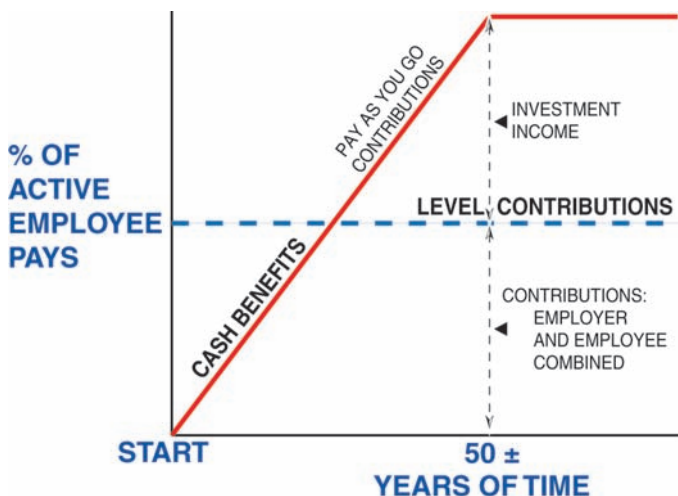 PAY AS YOU GO
CONTRIBUTIONS
INVESTMENT
INCOME
% OF
ACTIVE
EMPLOYEE
PAYS
LEVEL CONTRIBUTIONS
CASH BENEFITS
CONTRIBUTIONS:
EMPLOYER
AND EMPLOYEE
COMBINED
START
50 ±
YEARS OF TIME